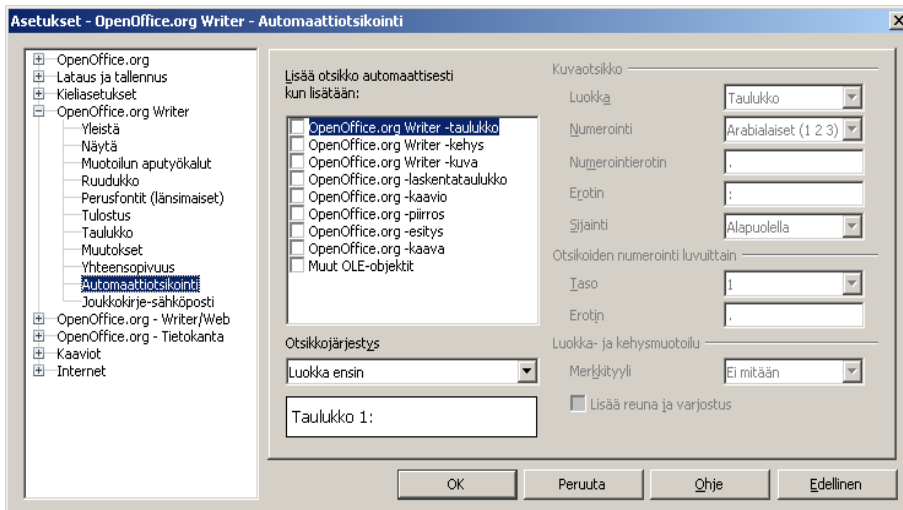 Asetukset - OpenOffice.org Writer - Automaattiotsikointi
OpenOffice.org
Lataus ja tallennus
Kieliasetukset
OpenOffice.org Writer
Yleistä
Näytä
Muotoilun aputyökalut
Ruudukko
Perusfontit (länsimaiset)
Tulostus
Taulukko
Muutokset
Yhteensopivuus
Automaattiotsikointi
Joukkokirje-sähköposti
OpenOffice.org - Writer/Web
OpenOffice.org - Tietokanta
Kaaviot
Internet
Lisää otsikko automaattisesti
kun lisätään:
OpenOffice.org Writer -taulukko
OpenOffice.org Writer -kehys
OpenOffice.org Writer -kuva
OpenOffice.org -laskentataulukko
OpenOffice.org -kaavio
OpenOffice.org -piirros
OpenOffice.org -esitys
OpenOffice.org -kaava
Muut OLE-objektit
Otsikkojärjestys
Luokka ensin
Taulukko 1:
Kuvaotsikko
Luokka Taulukko
Numerointi Arabialaiset (1 2 3)
Numerointierotin .
Erotin :
Sijainti Alapuolella
Otsikoiden numerointi luvuittain
Taso 1
Erotin .
Luokka- ja kehysmuotoilu
Merkkityyli Ei mitään
Lisää reuna ja varjostus
OK Peruuta Ohje Edellinen